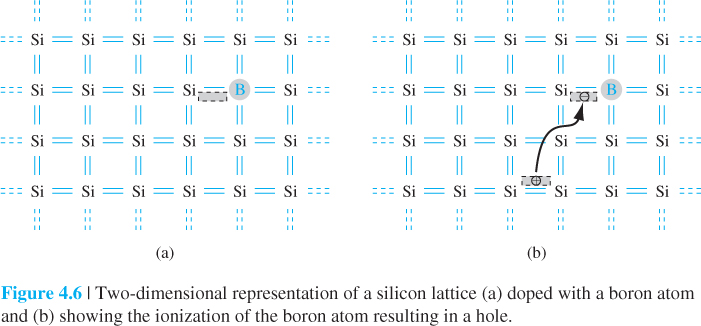 Si Si Si Si Si Si Si Si Si Si Si Si
Si Si Si Si B Si Si Si Si Si ⊖ B Si
Si Si Si Si Si Si Si Si Si Si Si Si
⊕
Si Si Si Si Si Si Si Si Si Si Si Si
(a) (b)
Figure 4.6 | Two-dimensional representation of a silicon lattice (a) doped with a boron atom
and (b) showing the ionization of the boron atom resulting in a hole.